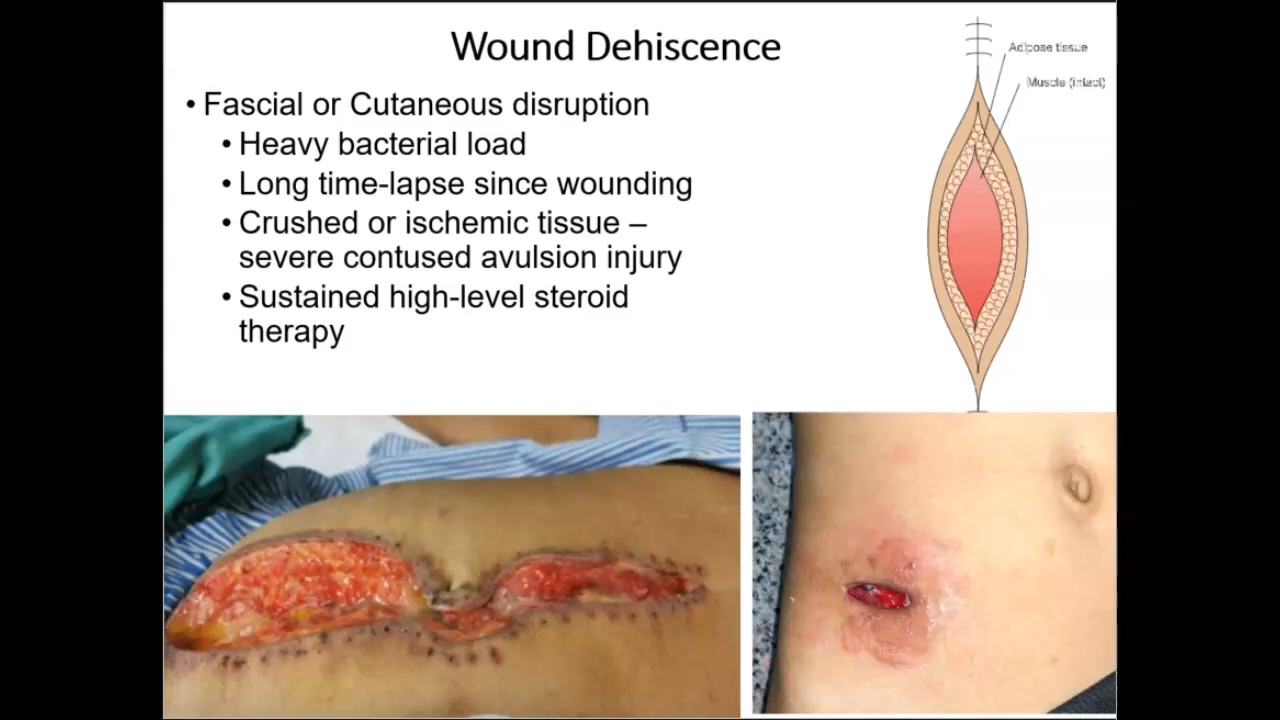 Wound Dehiscence
• Fascial or Cutaneous disruption
• Heavy bacterial load
• Long time-lapse since wounding
• Crushed or ischemic tissue –
severe contused avulsion injury
• Sustained high-level steroid
therapy
Adipose tissue
Muscle (intact)